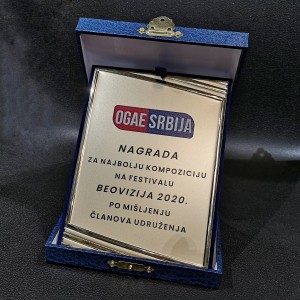 OGAE SRBIJA
NAGRADA
ZA NAJBOLJU KOMPOZICIJU
NA FESTIVALU
BEOVIZIJA 2020.
PO MIŠLJENJU
ČLANOVA UDRUŽENJA